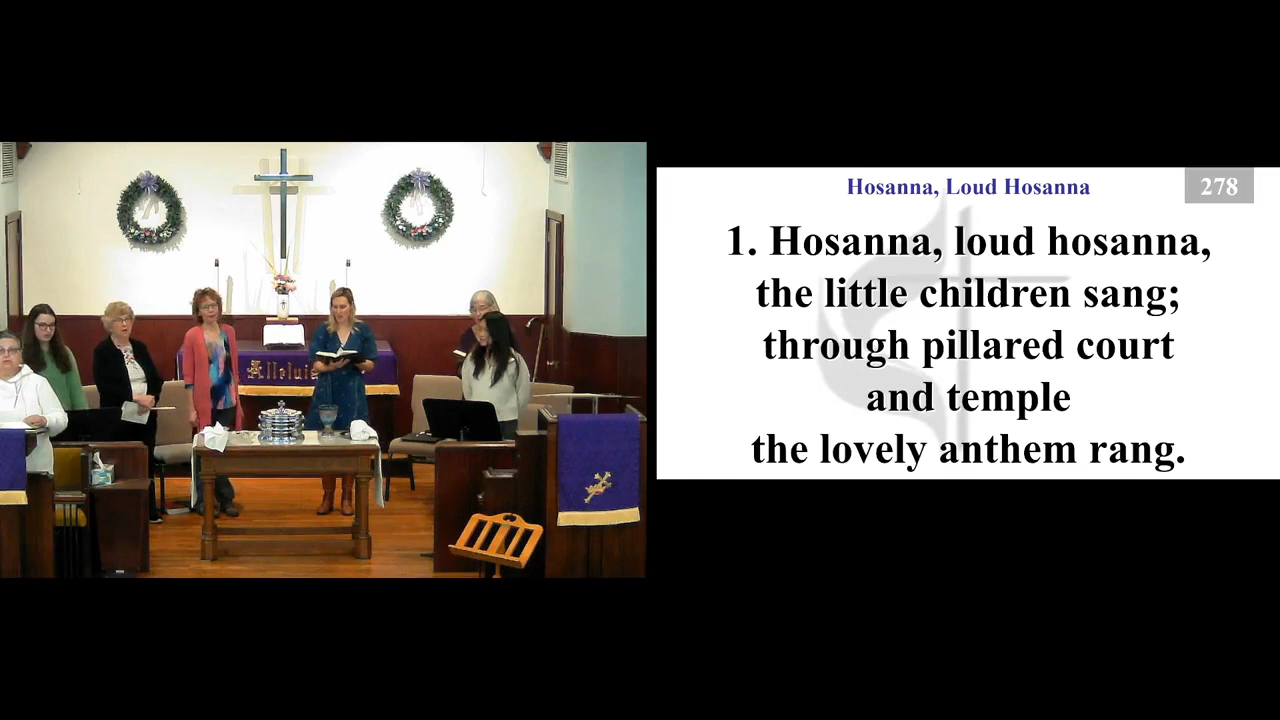 Alleluia
Hosanna, Loud Hosanna
278
1. Hosanna, loud hosanna,
the little children sang;
through pillared court
and temple
the lovely anthem rang.